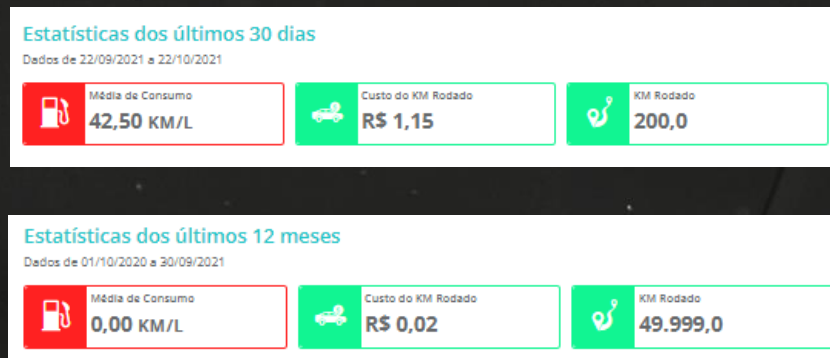 Estatísticas dos últimos 30 dias
Dados de 22/09/2021 a 22/10/2021
Média de Consumo
42,50 KM/L
Custo do KM Rodado
R$ 1,15
KM Rodado
200,0
Estatísticas dos últimos 12 meses
Dados de 01/10/2020 a 30/09/2021
Média de Consumo
0,00 KM/L
Custo do KM Rodado
R$ 0,02
KM Rodado
49.999,0